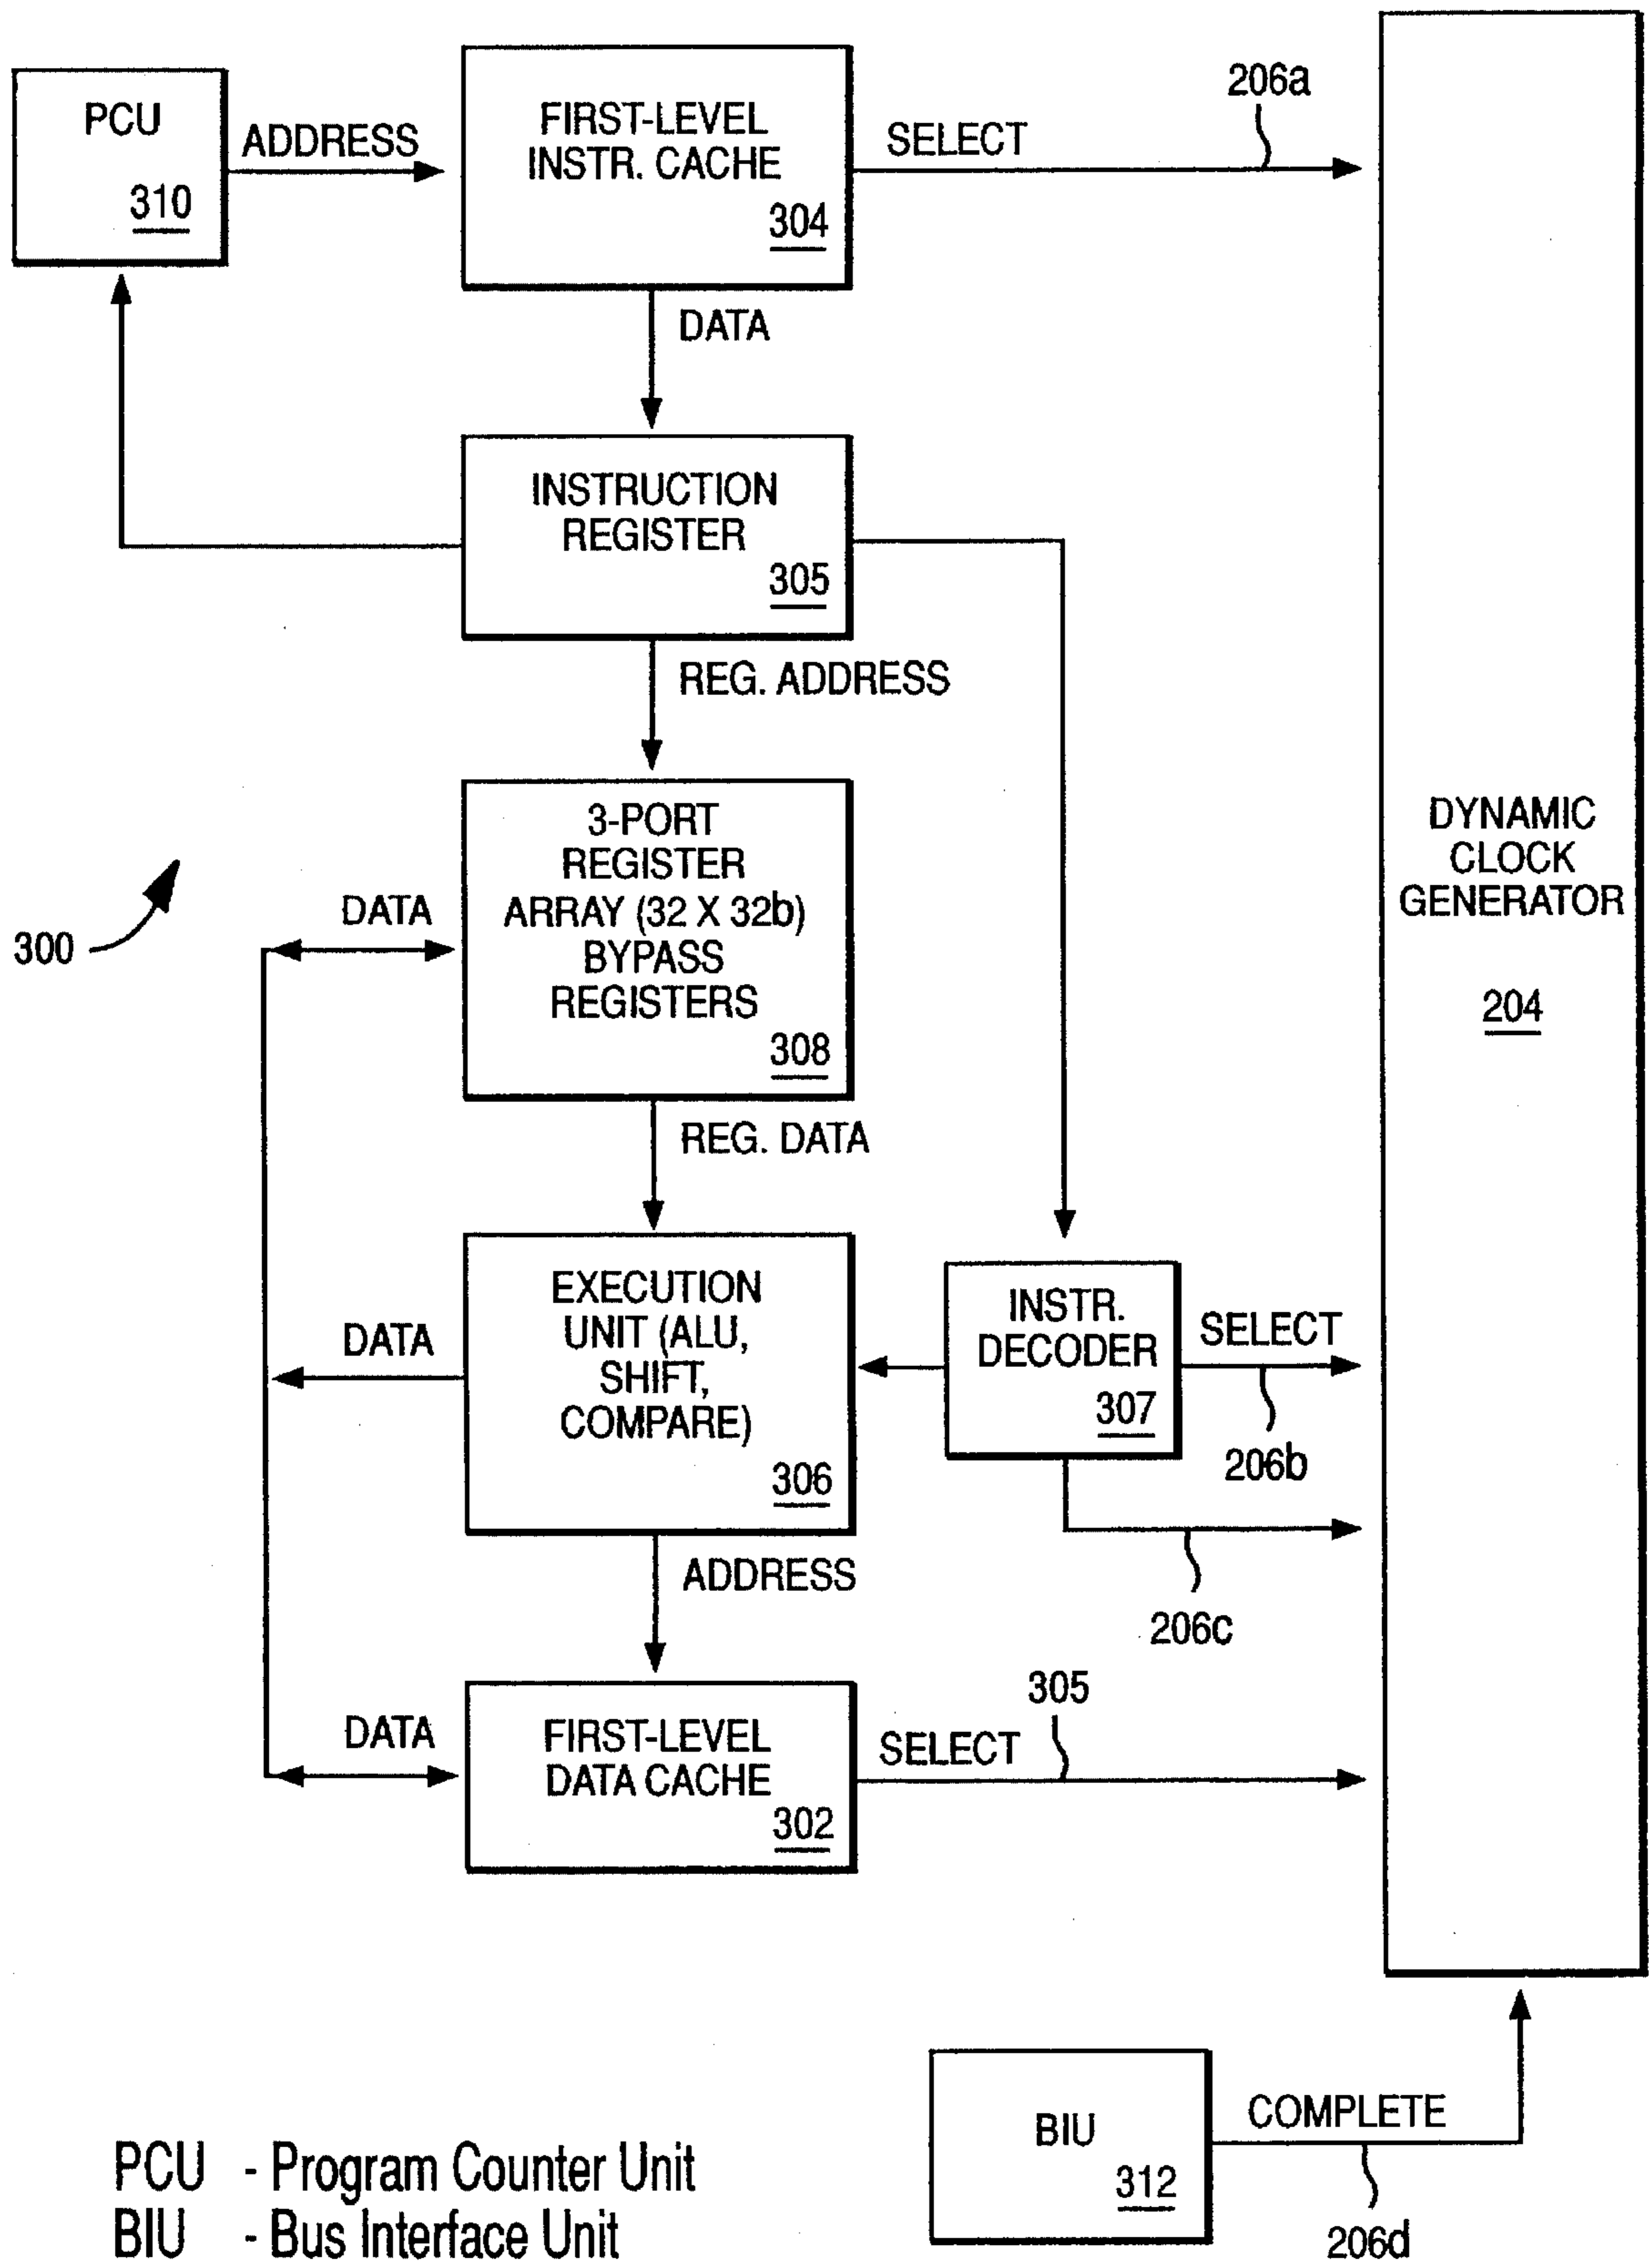 PCU
310
ADDRESS
FIRST-LEVEL
INSTR. CACHE
304
SELECT
206a
DATA
INSTRUCTION
REGISTER
305
REG. ADDRESS
3-PORT
REGISTER
ARRAY (32 X 32b)
BYPASS
REGISTERS
308
DATA
300
DYNAMIC
CLOCK
GENERATOR
204
REG. DATA
EXECUTION
UNIT (ALU,
SHIFT,
COMPARE)
306
DATA
INSTR.
DECODER
307
SELECT
206b
206c
ADDRESS
FIRST-LEVEL
DATA CACHE
302
DATA
SELECT
305
BIU
312
COMPLETE
206d
PCU - Program Counter Unit
BIU - Bus Interface Unit